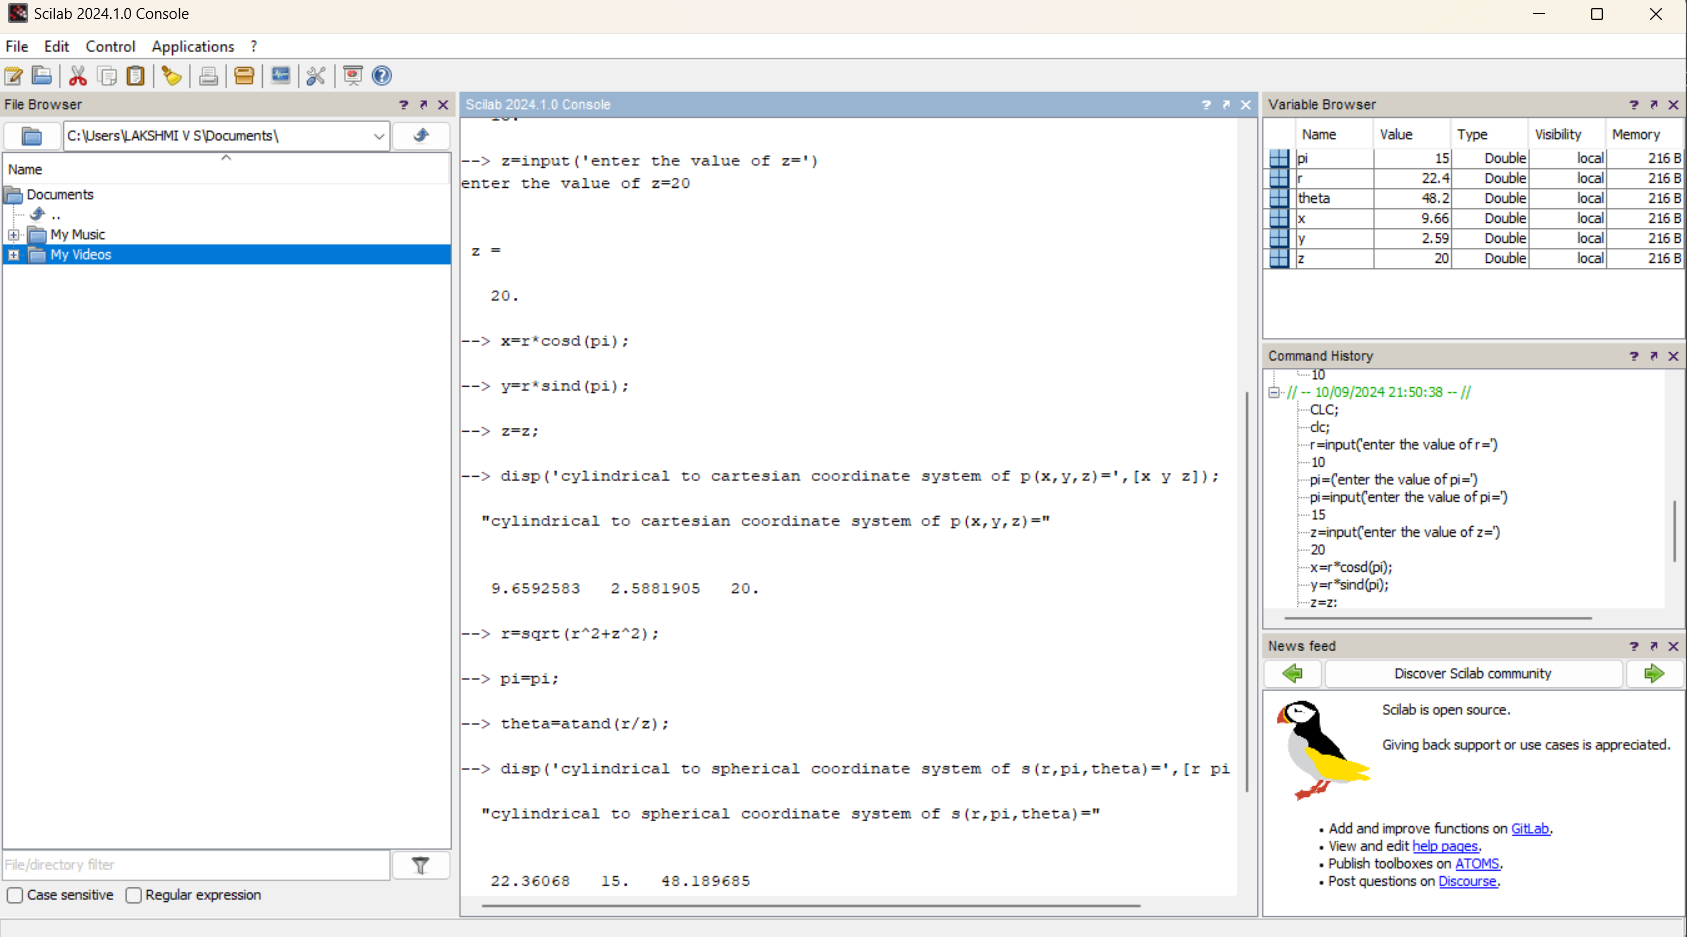 Scilab 2024.1.0 Console
File Edit Control Applications ?
File Browser ? ↗ X
C:\Users\LAKSHMI V S\Documents\
Name
Documents
..
My Music
My Videos
File/directory filter
Case sensitive Regular expression
Scilab 2024.1.0 Console ? ↗ X
--> z=input('enter the value of z=')
enter the value of z=20
z =
20.
--> x=r*cosd(pi);
--> y=r*sind(pi);
--> z=z;
--> disp('cylindrical to cartesian coordinate system of p(x,y,z)=',[x y z]);
"cylindrical to cartesian coordinate system of p(x,y,z)="
9.6592583 2.5881905 20.
--> r=sqrt(r^2+z^2);
--> pi=pi;
--> theta=atand(r/z);
--> disp('cylindrical to spherical coordinate system of s(r,pi,theta)=',[r pi
"cylindrical to spherical coordinate system of s(r,pi,theta)="
22.36068 15. 48.189685
Variable Browser ? ↗ X
Name Value Type Visibility Memory
pi 15 Double local 216 B
r 22.4 Double local 216 B
theta 48.2 Double local 216 B
x 9.66 Double local 216 B
y 2.59 Double local 216 B
z 20 Double local 216 B
Command History ? ↗ X
10
// -- 10/09/2024 21:50:38 -- //
CLC;
clc;
r=input('enter the value of r=')
10
pi=('enter the value of pi=')
pi=input('enter the value of pi=')
15
z=input('enter the value of z=')
20
x=r*cosd(pi);
y=r*sind(pi);
z=z;
News feed ? ↗ X
Discover Scilab community
Scilab is open source.
Giving back support or use cases is appreciated.
• Add and improve functions on GitLab.
• View and edit help pages.
• Publish toolboxes on ATOMS.
• Post questions on Discourse.